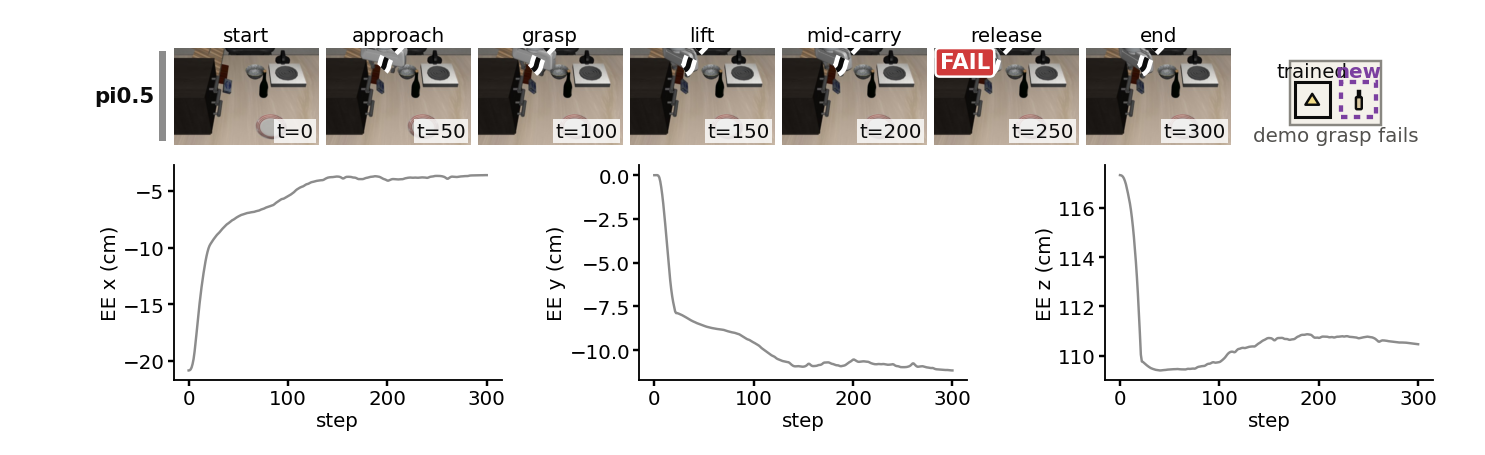 start approach grasp lift mid-carry release end
pi0.5
FAIL
t=0 t=50 t=100 t=150 t=200 t=250 t=300
trained new
demo grasp fails
EE x (cm)
−5
−10
−15
−20
0 100 200 300
step
EE y (cm)
0.0
−2.5
−5.0
−7.5
−10.0
0 100 200 300
step
EE z (cm)
116
114
112
110
0 100 200 300
step